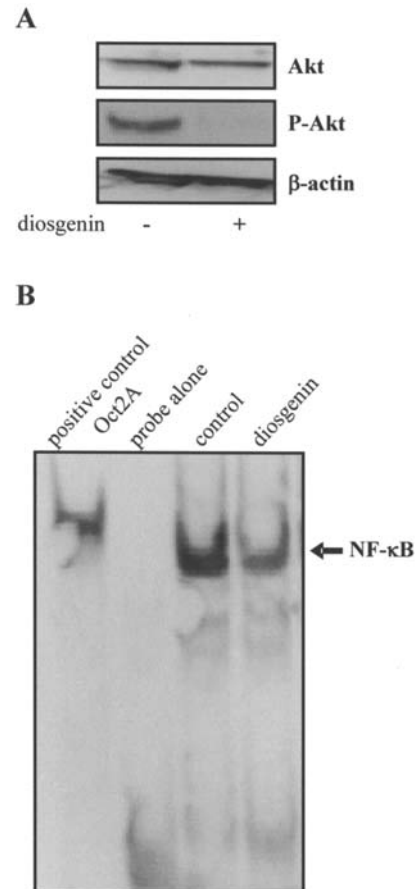 A
Akt
P-Akt
β-actin
diosgenin - +
B
positive control
Oct2A
probe alone
control
diosgenin
NF-κB